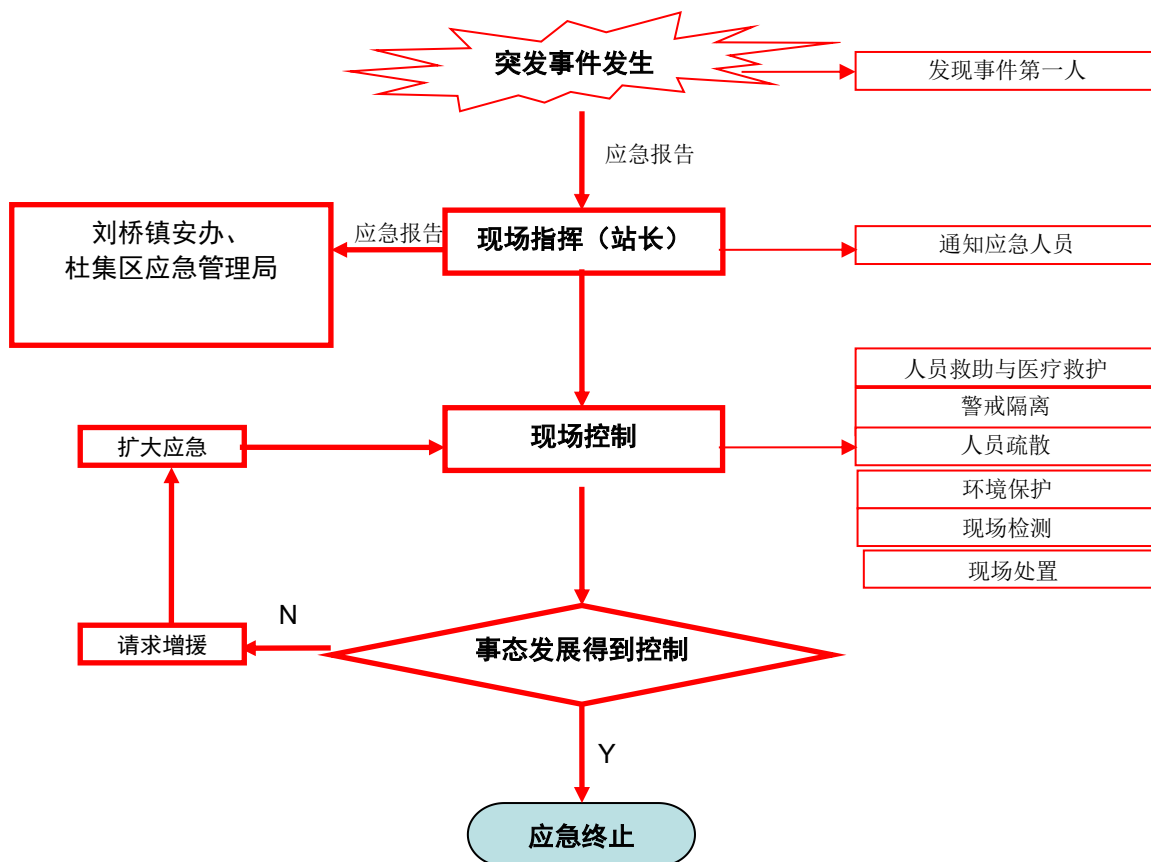 突发事件发生
发现事件第一人
应急报告
刘桥镇安办、
杜集区应急管理局
应急报告
现场指挥（站长）
通知应急人员
人员救助与医疗救护
警戒隔离
扩大应急
现场控制
人员疏散
环境保护
现场检测
现场处置
N
请求增援
事态发展得到控制
Y
应急终止